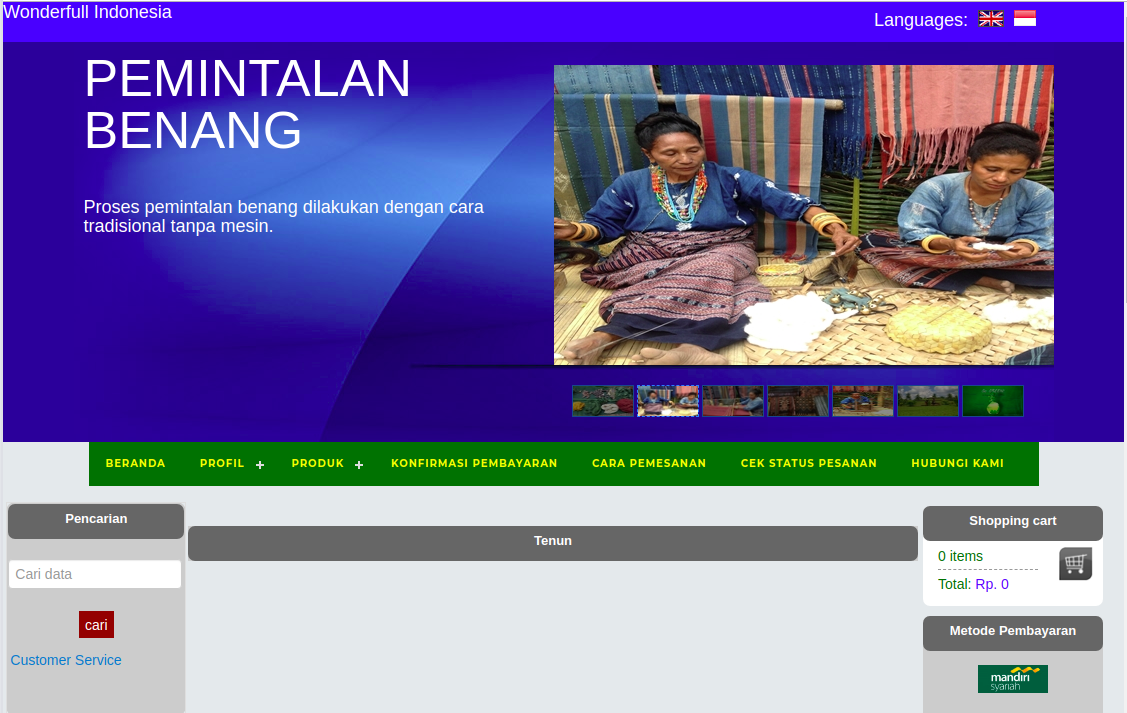 Wonderfull Indonesia
Languages:
PEMINTALAN
BENANG
Proses pemintalan benang dilakukan dengan cara
tradisional tanpa mesin.
BERANDA PROFIL + PRODUK + KONFIRMASI PEMBAYARAN CARA PEMESANAN CEK STATUS PESANAN HUBUNGI KAMI
Pencarian
Cari data
cari
Customer Service
Tenun
Shopping cart
0 items
Total: Rp. 0
Metode Pembayaran
mandiri
syariah